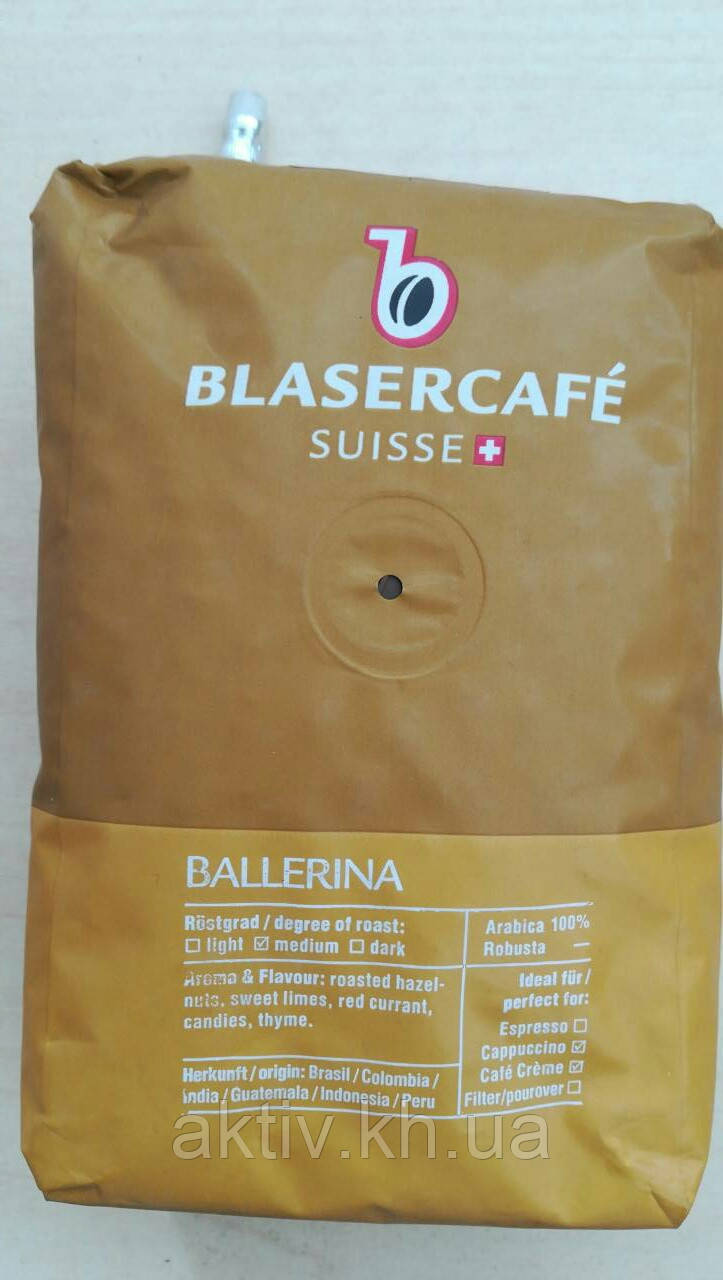 BLASERCAFÉ
SUISSE
BALLERINA
Röstgrad / degree of roast:
light medium dark
Arabica 100%
Robusta —
Aroma & Flavour: roasted hazel-
nuts, sweet limes, red currant,
candies, thyme.
Ideal für /
perfect for:
Espresso
Cappuccino
Café Crème
Filter/pourover
Herkunft / origin: Brasil / Colombia /
India / Guatemala / Indonesia / Peru
aktiv.kh.ua